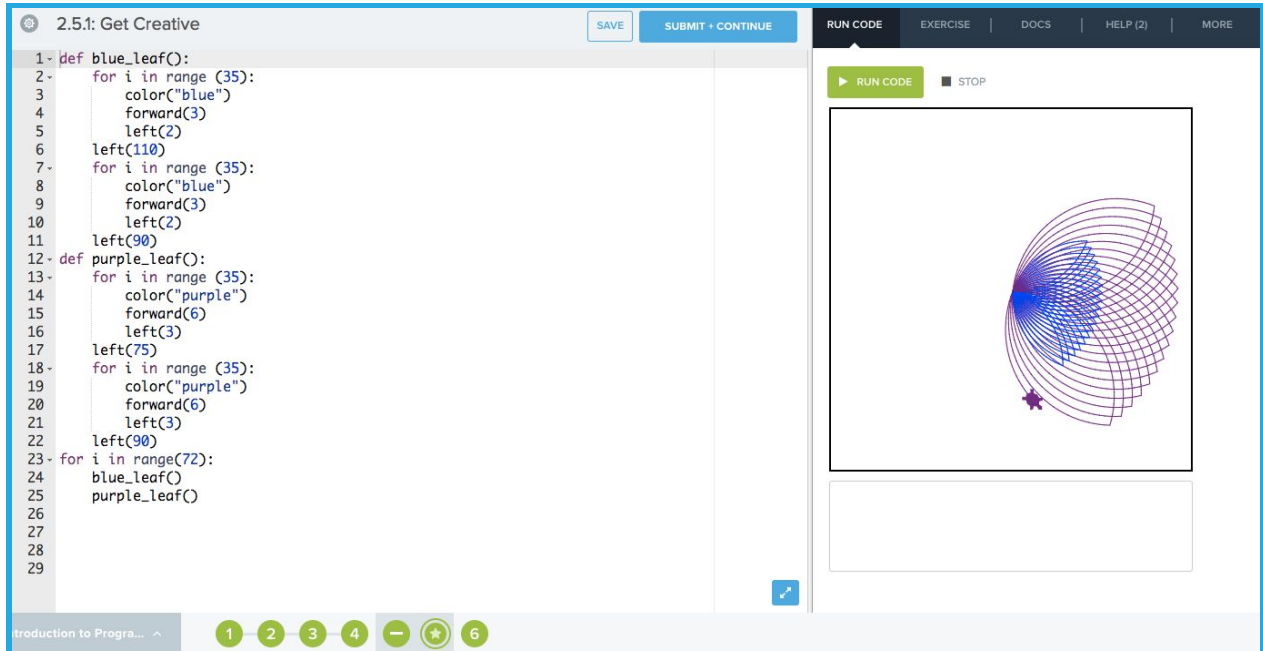 2.5.1: Get Creative
SAVE
SUBMIT + CONTINUE
RUN CODE
EXERCISE
DOCS
HELP (2)
MORE
1 def blue_leaf():
2     for i in range (35):
3         color("blue")
4         forward(3)
5         left(2)
6     left(110)
7     for i in range (35):
8         color("blue")
9         forward(3)
10         left(2)
11     left(90)
12 def purple_leaf():
13     for i in range (35):
14         color("purple")
15         forward(6)
16         left(3)
17     left(75)
18     for i in range (35):
19         color("purple")
20         forward(6)
21         left(3)
22     left(90)
23 for i in range(72):
24     blue_leaf()
25     purple_leaf()
26
27
28
29
RUN CODE
STOP
troduction to Progra...
1 2 3 4 6